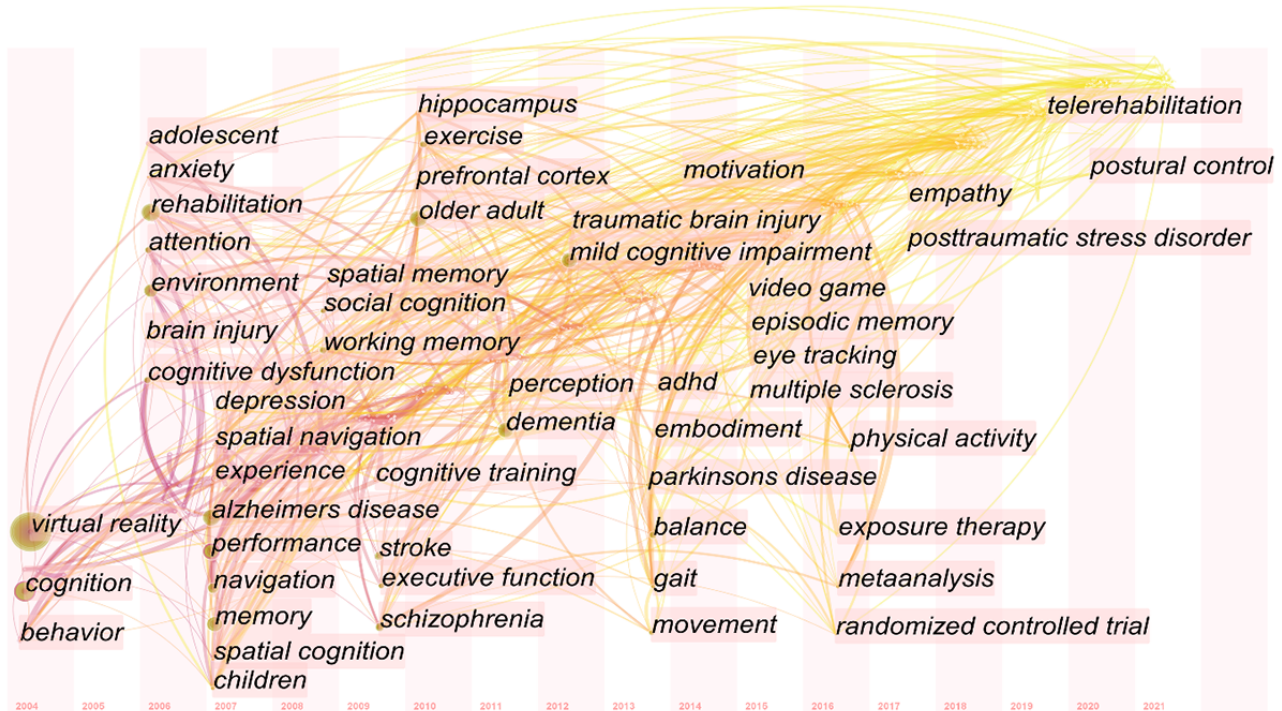 hippocampus
telerehabilitation
adolescent
exercise
anxiety
prefrontal cortex
motivation
postural control
empathy
rehabilitation
older adult
traumatic brain injury
attention
mild cognitive impairment
posttraumatic stress disorder
environment
spatial memory
video game
social cognition
brain injury
working memory
episodic memory
eye tracking
cognitive dysfunction
perception
adhd
multiple sclerosis
depression
dementia
embodiment
spatial navigation
physical activity
experience
cognitive training
parkinsons disease
alzheimers disease
virtual reality
balance
exposure therapy
performance
stroke
cognition
navigation
executive function
gait
metaanalysis
memory
schizophrenia
movement
randomized controlled trial
behavior
spatial cognition
children
2004 2005 2006 2007 2008 2009 2010 2011 2012 2013 2014 2015 2016 2017 2018 2019 2020 2021